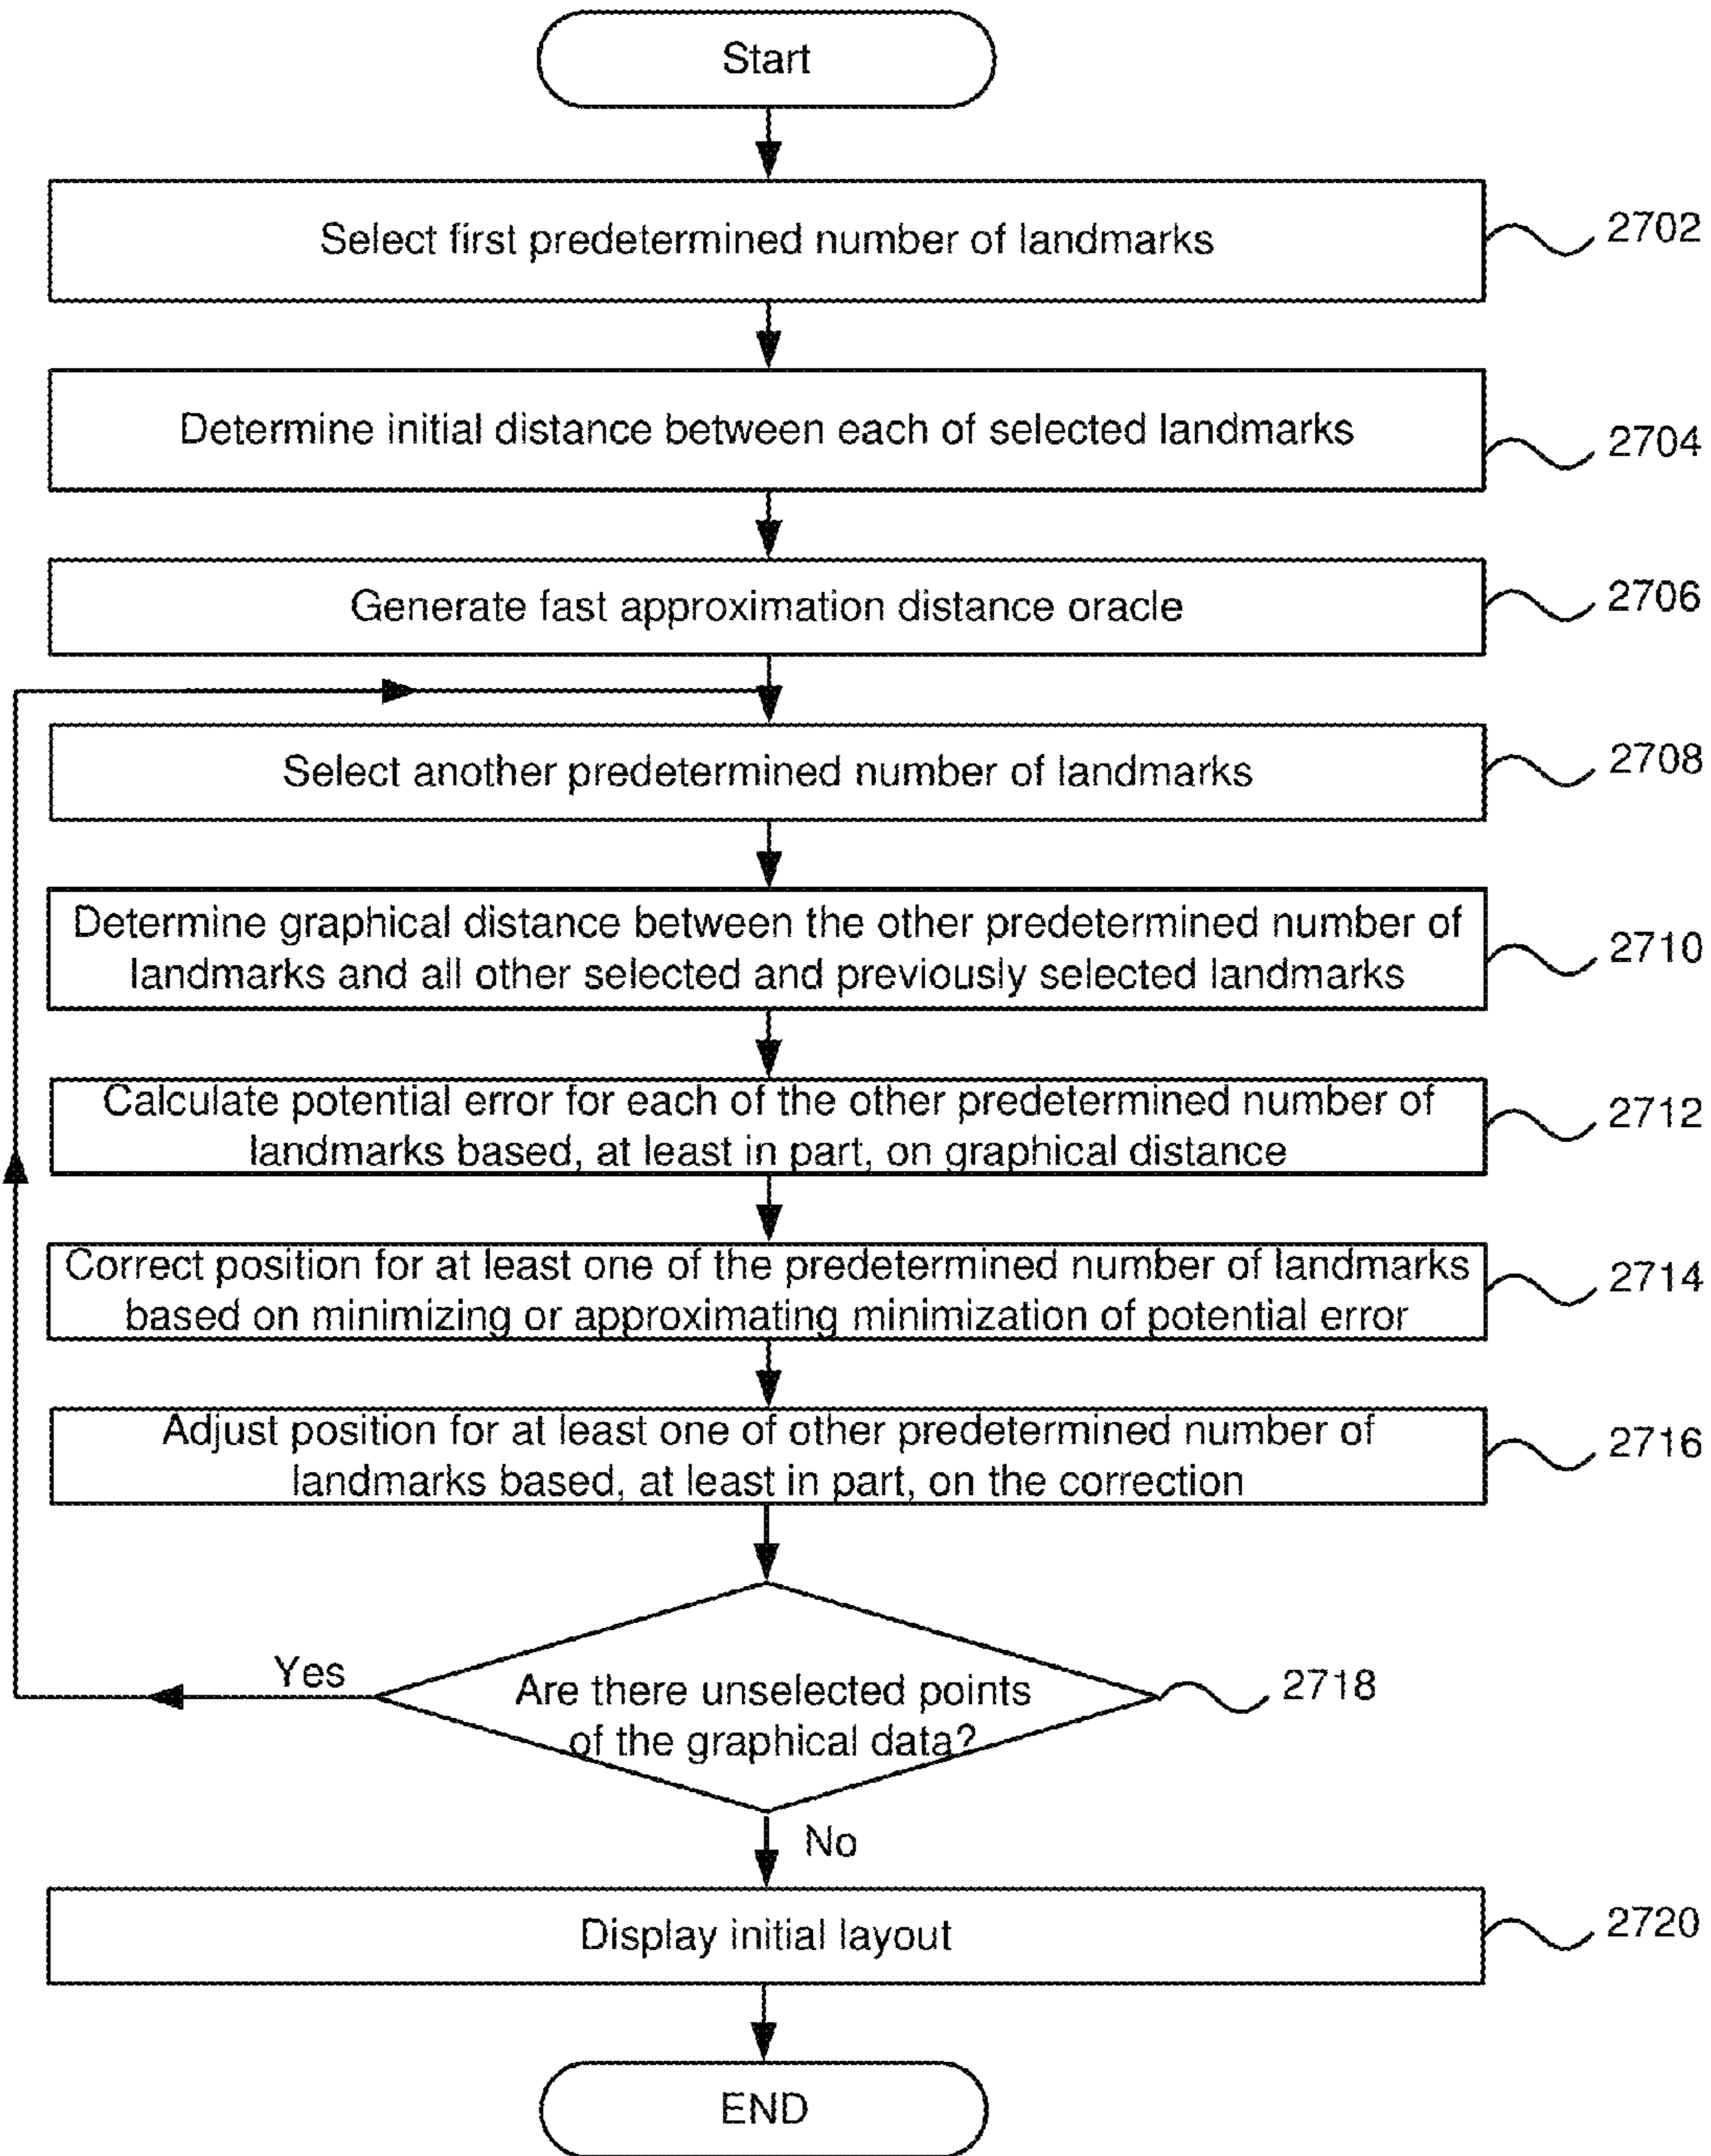 Start
Select first predetermined number of landmarks
2702
Determine initial distance between each of selected landmarks
2704
Generate fast approximation distance oracle
2706
Select another predetermined number of landmarks
2708
Determine graphical distance between the other predetermined number of
landmarks and all other selected and previously selected landmarks
2710
Calculate potential error for each of the other predetermined number of
landmarks based, at least in part, on graphical distance
2712
Correct position for at least one of the predetermined number of landmarks
based on minimizing or approximating minimization of potential error
2714
Adjust position for at least one of other predetermined number of
landmarks based, at least in part, on the correction
2716
Yes
Are there unselected points
of the graphical data?
2718
No
Display initial layout
2720
END